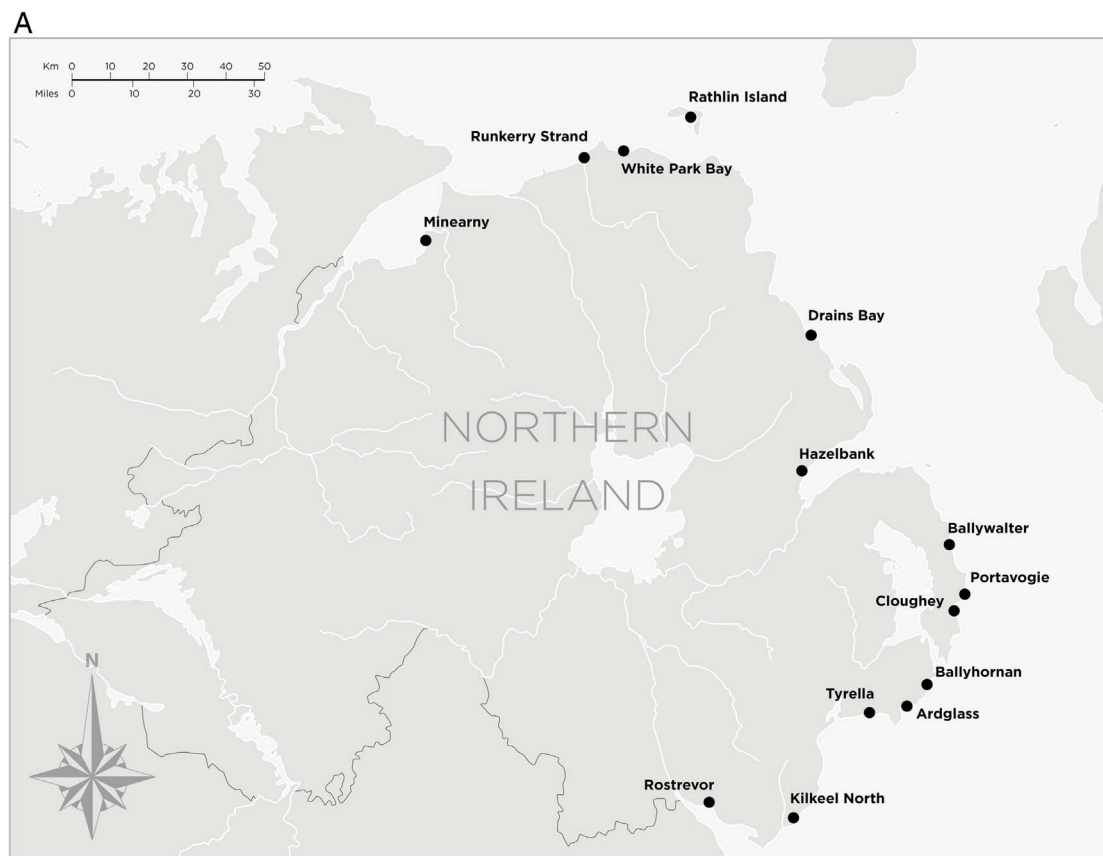 A
Km 0 10 20 30 40 50
Miles 0 10 20 30
Rathlin Island
Runkerry Strand
White Park Bay
Minearny
Drains Bay
NORTHERN
Hazelbank
IRELAND
Ballywalter
Portavogie
Cloughey
N
Ballyhornan
Tyrella
Ardglass
Rostrevor
Kilkeel North